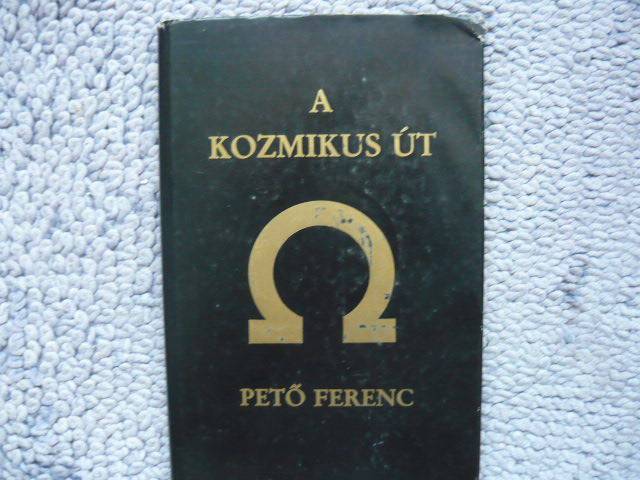 A
KOZMIKUS ÚT
Ω
PETŐ FERENC